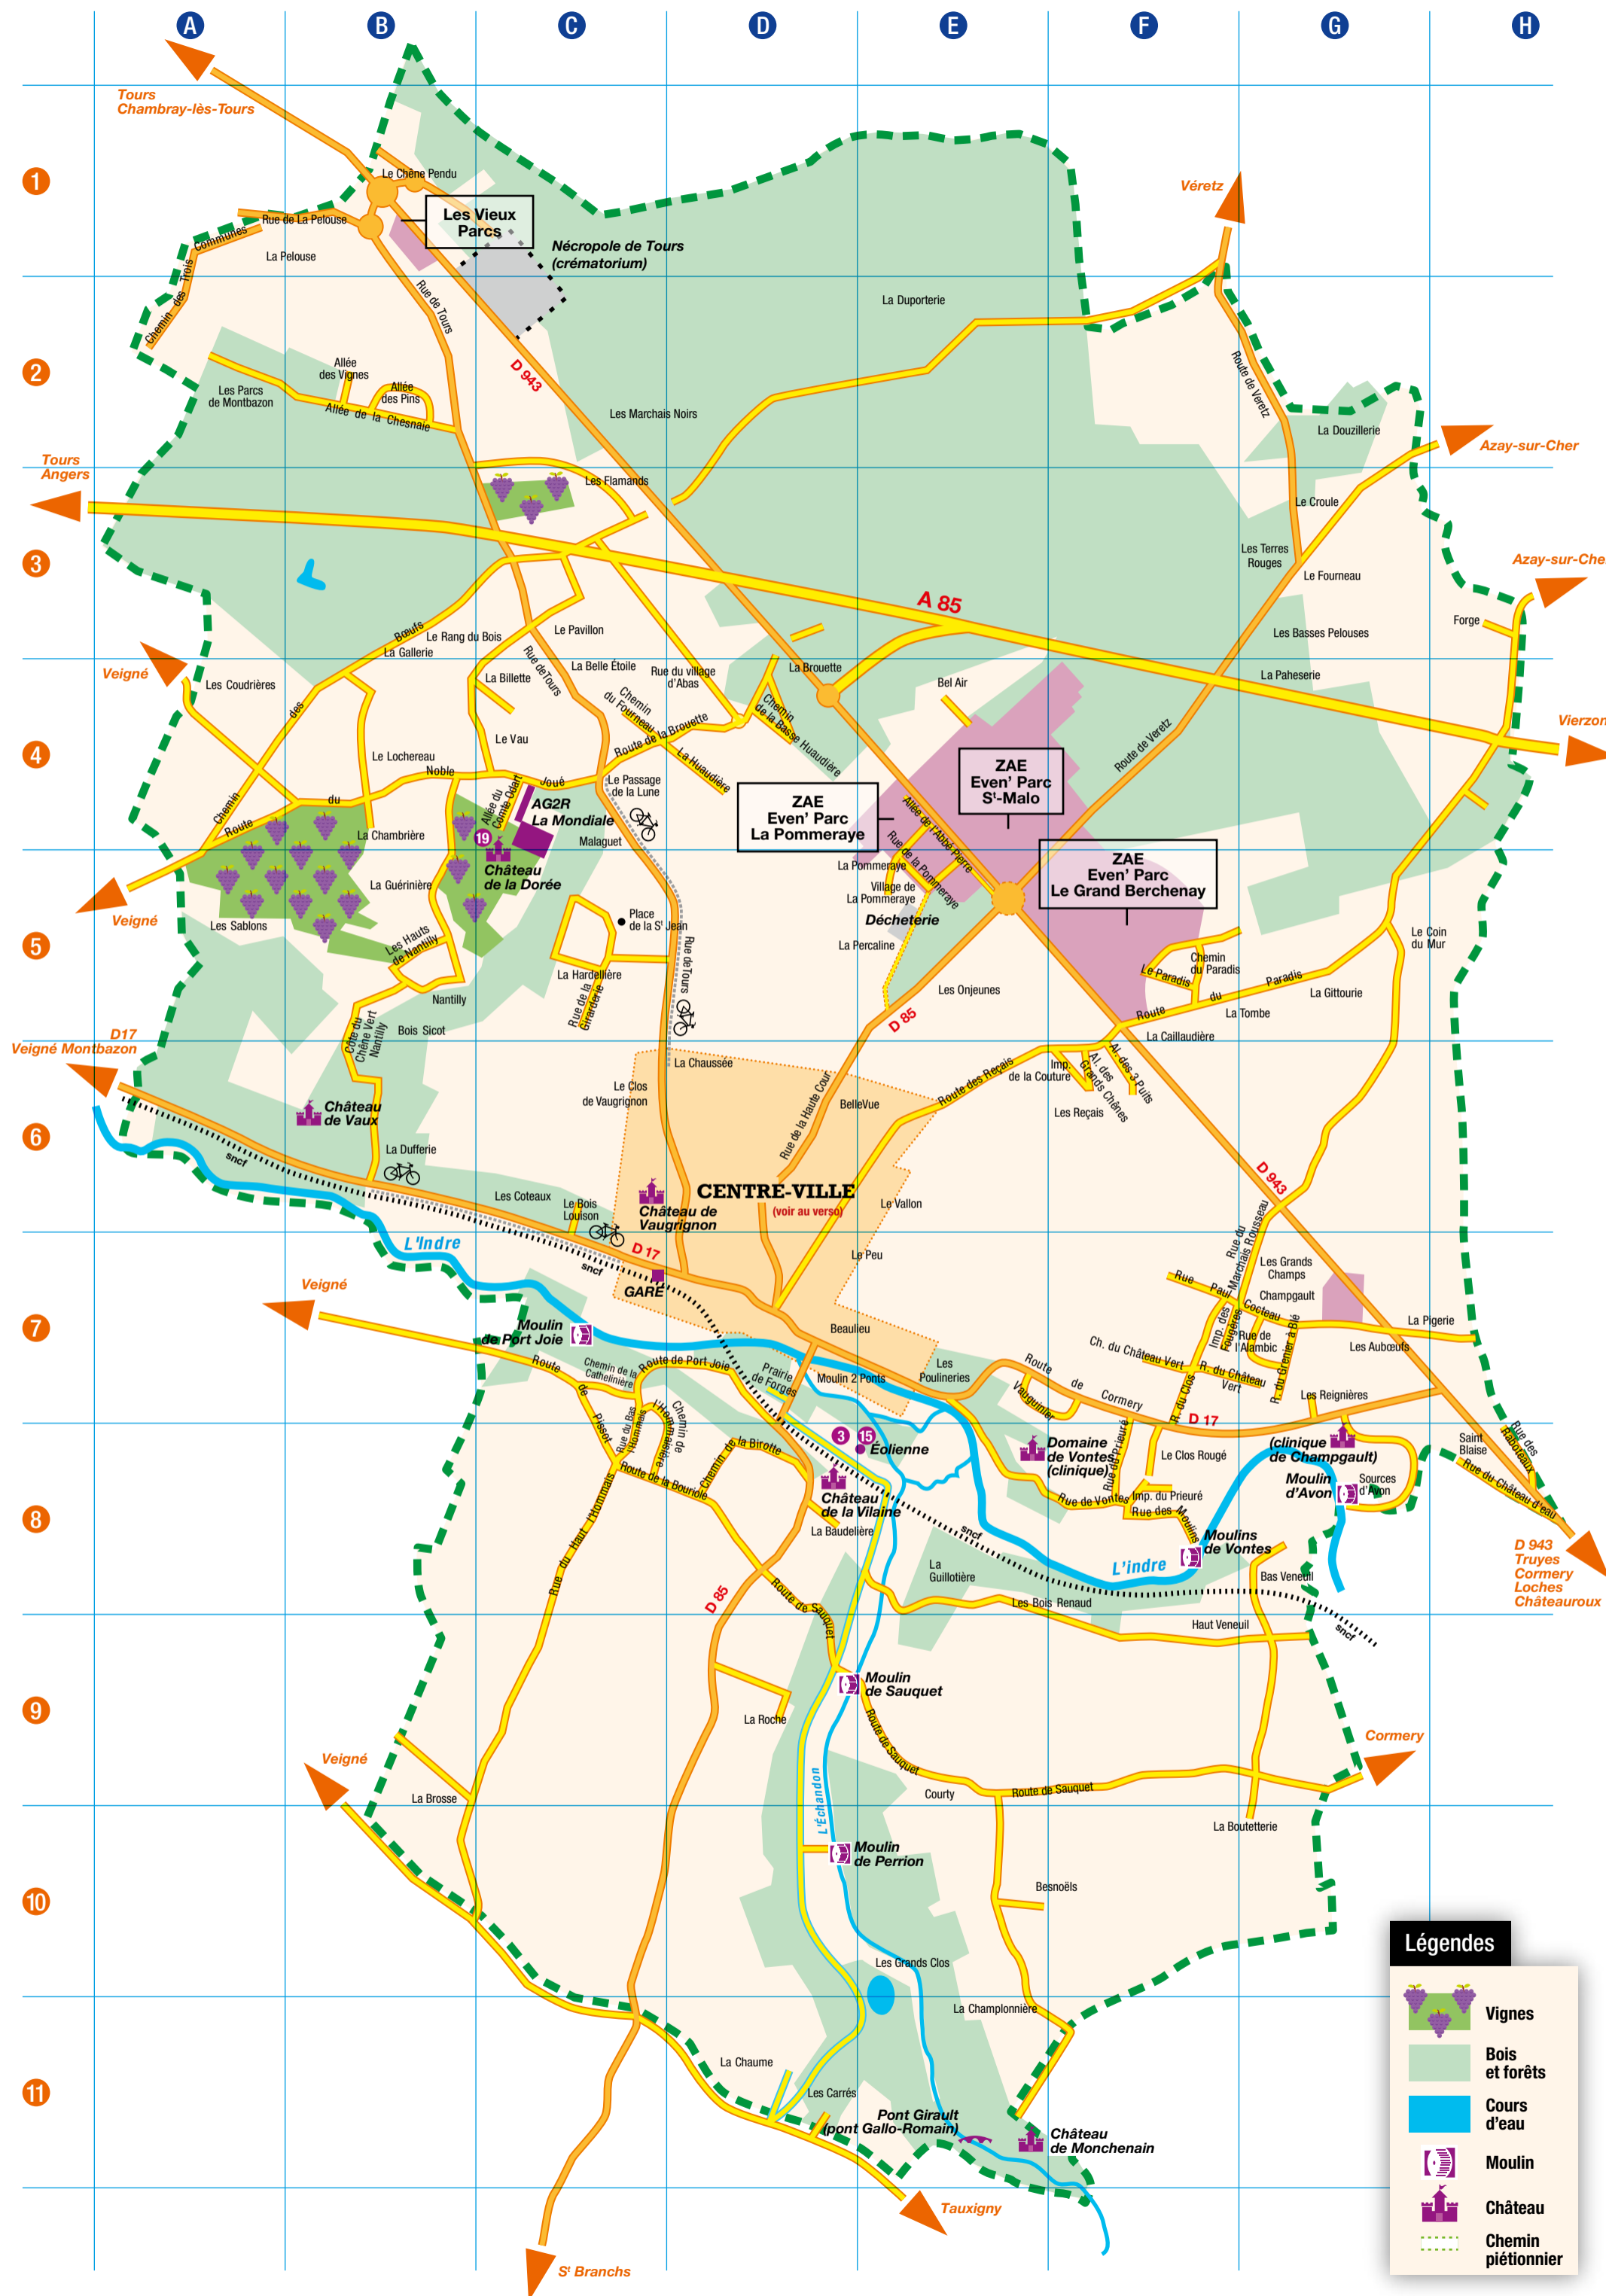 A
B
C
D
E
F
G
H
Tours
Chambray-lès-Tours
1
Le Chêne Pendu
Les Vieux
Parcs
Rue de La Pelouse
Communes
La Pelouse
Nécropole de Tours
(crématorium)
Véretz
Chemin des Trois
Rue de Tours
La Duporterie
2
D 943
Allée
des Vignes
Allée
des Pins
Les Parcs
de Montbazon
Allée de la Chesnaie
Les Marchais Noirs
Route de Veretz
La Douzillerie
Azay-sur-Cher
Tours
Angers
Les Flamands
Le Croule
3
Les Terres
Rouges
Le Fourneau
Azay-sur-Che
A 85
Forge
Bœufs
Le Rang du Bois
La Gallerie
Le Pavillon
Les Basses Pelouses
Veigné
Les Coudrières
La Billette
Rue de Tours
La Belle Étoile
Rue du village
d'Abas
La Brouette
Bel Air
La Paheserie
des
Chemin
du Fourneau
Chemin
de la Basse Huaudière
Vierzon
4
Le Lochereau
Le Vau
Route de la Brouette
La Huaudière
Route de Veretz
Noble
Joué
du
Chemin
Route
Allée du
Comte Odart
AG2R
La Mondiale
Le Passage
de la Lune
ZAE
Even' Parc
St-Malo
ZAE
Even' Parc
La Pommeraye
Allée de l'Abbé Pierre
Rue de la Pommeraye
La Chambrière
19
Malaguet
Château
de la Dorée
ZAE
Even' Parc
Le Grand Berchenay
La Pommeraye
Village de
La Pommeraye
La Guérinière
Veigné
Les Sablons
5
Place
de la St Jean
Décheterie
Les Hauts
de Nantilly
Rue de Tours
La Percaline
Le Coin
du Mur
Chemin
du Paradis
Le Paradis
La Hardellière
Rue de la
Girarderie
Nantilly
Les Onjeunes
Route du Paradis
La Gittourie
La Tombe
D 85
Bois Sicot
Côte du
Chêne Vert
Nantilly
La Caillaudière
D17
Veigné Montbazon
La Chaussée
Le Clos
de Vaugrignon
Rue de la Haute Cour
BelleVue
Route des Reçais
Imp.
de la Couture
Al. des
Grands Chênes
Al. des 3 Puits
Les Reçais
Château
de Vaux
6
sncf
La Dufferie
D 943
Les Coteaux
Le Bois
Louison
CENTRE-VILLE
(voir au verso)
Château de
Vaugrignon
Le Vallon
Rue du
Marchais Rousseau
L'Indre
D 17
sncf
GARE
Le Peu
Les Grands
Champs
Veigné
Rue Paul Cocteau
Champgault
7
Moulin
de Port Joie
Beaulieu
Imp. des
Fougères
Rue de
l'Alambic
R. du Grenier à Blé
La Pigerie
Les Aubœufs
Ch. du Château Vert
R. du Château
Vert
Route
de
Pissot
Chemin de la
Cathelinière
Route de Port Joie
Prairie
de Forges
Moulin 2 Ponts
Les
Poulineries
Route de Cormery
Vauguinier
R. du Clos
Les Reignières
D 17
Rue du Bas
l'Hommais
Chemin de
l'Hommaisière
Chemin de la Birotte
Route de la Bouriole
3
15
Éolienne
Domaine
de Vontes
(clinique)
Rue du Prieuré
Le Clos Rougé
(clinique
de Champgault)
Saint
Blaise
Rue des
Raboteaux
Rue du Château d'eau
Moulin
d'Avon
Sources
d'Avon
8
Château
de la Vilaine
Rue de Vontes
Imp. du Prieuré
Rue des Moulins
La Baudelière
sncf
Moulins
de Vontes
Rue du Haut l'Hommais
La
Guillotière
L'indre
Bas Veneuil
D 943
Truyes
Cormery
Loches
Châteauroux
D 85
Route de Sauquet
Les Bois Renaud
Haut Veneuil
sncf
9
Moulin
de Sauquet
La Roche
Route de Sauquet
Cormery
Veigné
La Brosse
L'Échandon
Courty
Route de Sauquet
La Boutetterie
Moulin
de Perrion
10
Besnoëls
Les Grands Clos
La Champlonnière
11
La Chaume
Les Carrés
Pont Girault
(pont Gallo-Romain)
Château
de Monchenain
Tauxigny
St Branchs
Légendes
Vignes
Bois
et forêts
Cours
d'eau
Moulin
Château
Chemin
piétionnier